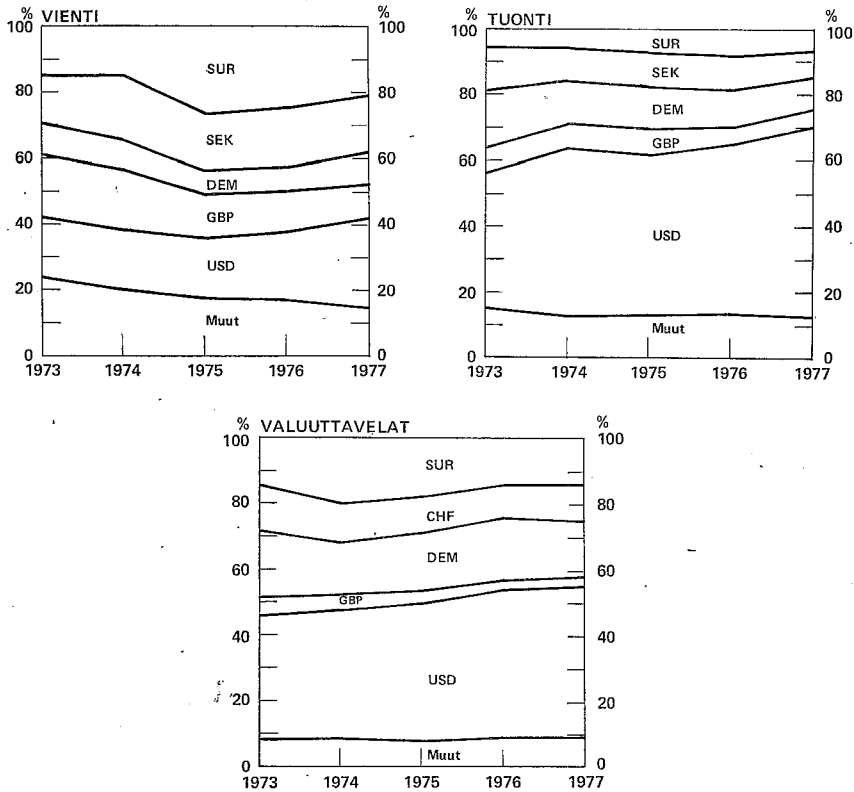 % VIENTI %
100 100
SUR
80 80
SEK
60 60
DEM
GBP
40 40
USD
20 20
Muut
0 0
1973 1974 1975 1976 1977
% TUONTI %
100 100
SUR
SEK
80 80
DEM
60 GBP 60
40 USD 40
20 20
Muut
0 0
1973 1974 1975 1976 1977
% VALUUTTAVELAT %
100 100
SUR
80 80
CHF
DEM
60 60
GBP
40 40
USD
20 20
Muut
0 0
1973 1974 1975 1976 1977